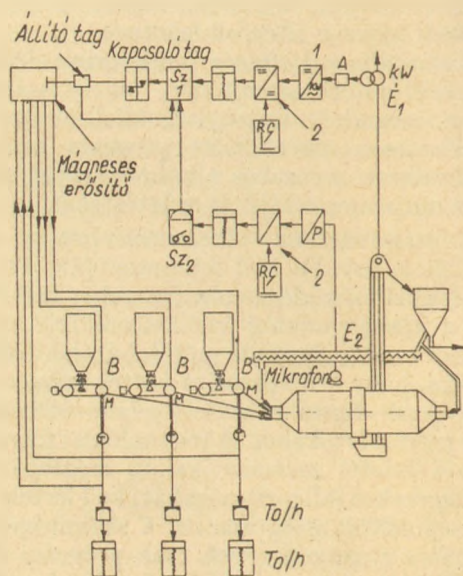 Állító tag
Kapcsoló tag
1
A
kW
É₁
Sz
1
2
RC
Mágneses
erősítő
P
Sz₂
2
RC
E₂
B
B
B
Mikrofon
M
M
M
To/h
To/h